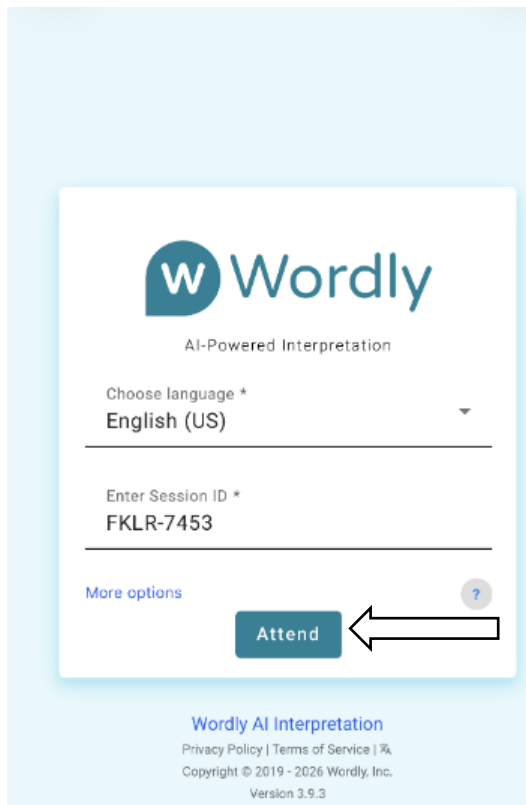 W Wordly
AI-Powered Interpretation
Choose language *
English (US)
Enter Session ID *
FKLR-7453
More options
?
Attend
Wordly AI Interpretation
Privacy Policy | Terms of Service |
Copyright © 2019 - 2026 Wordly, Inc.
Version 3.9.3